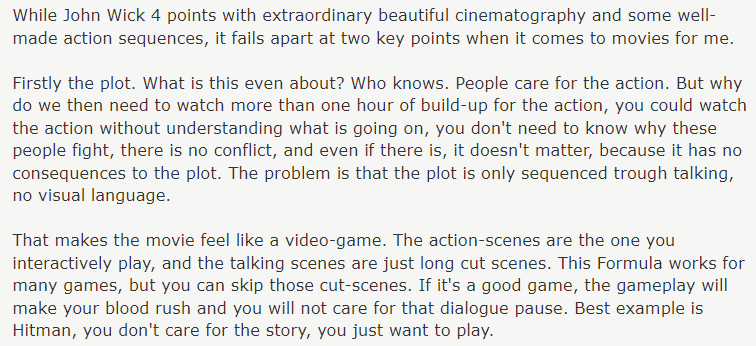 While John Wick 4 points with extraordinary beautiful cinematography and some well-
made action sequences, it fails apart at two key points when it comes to movies for me.
Firstly the plot. What is this even about? Who knows. People care for the action. But why
do we then need to watch more than one hour of build-up for the action, you could watch
the action without understanding what is going on, you don't need to know why these
people fight, there is no conflict, and even if there is, it doesn't matter, because it has no
consequences to the plot. The problem is that the plot is only sequenced trough talking,
no visual language.
That makes the movie feel like a video-game. The action-scenes are the one you
interactively play, and the talking scenes are just long cut scenes. This Formula works for
many games, but you can skip those cut-scenes. If it's a good game, the gameplay will
make your blood rush and you will not care for that dialogue pause. Best example is
Hitman, you don't care for the story, you just want to play.